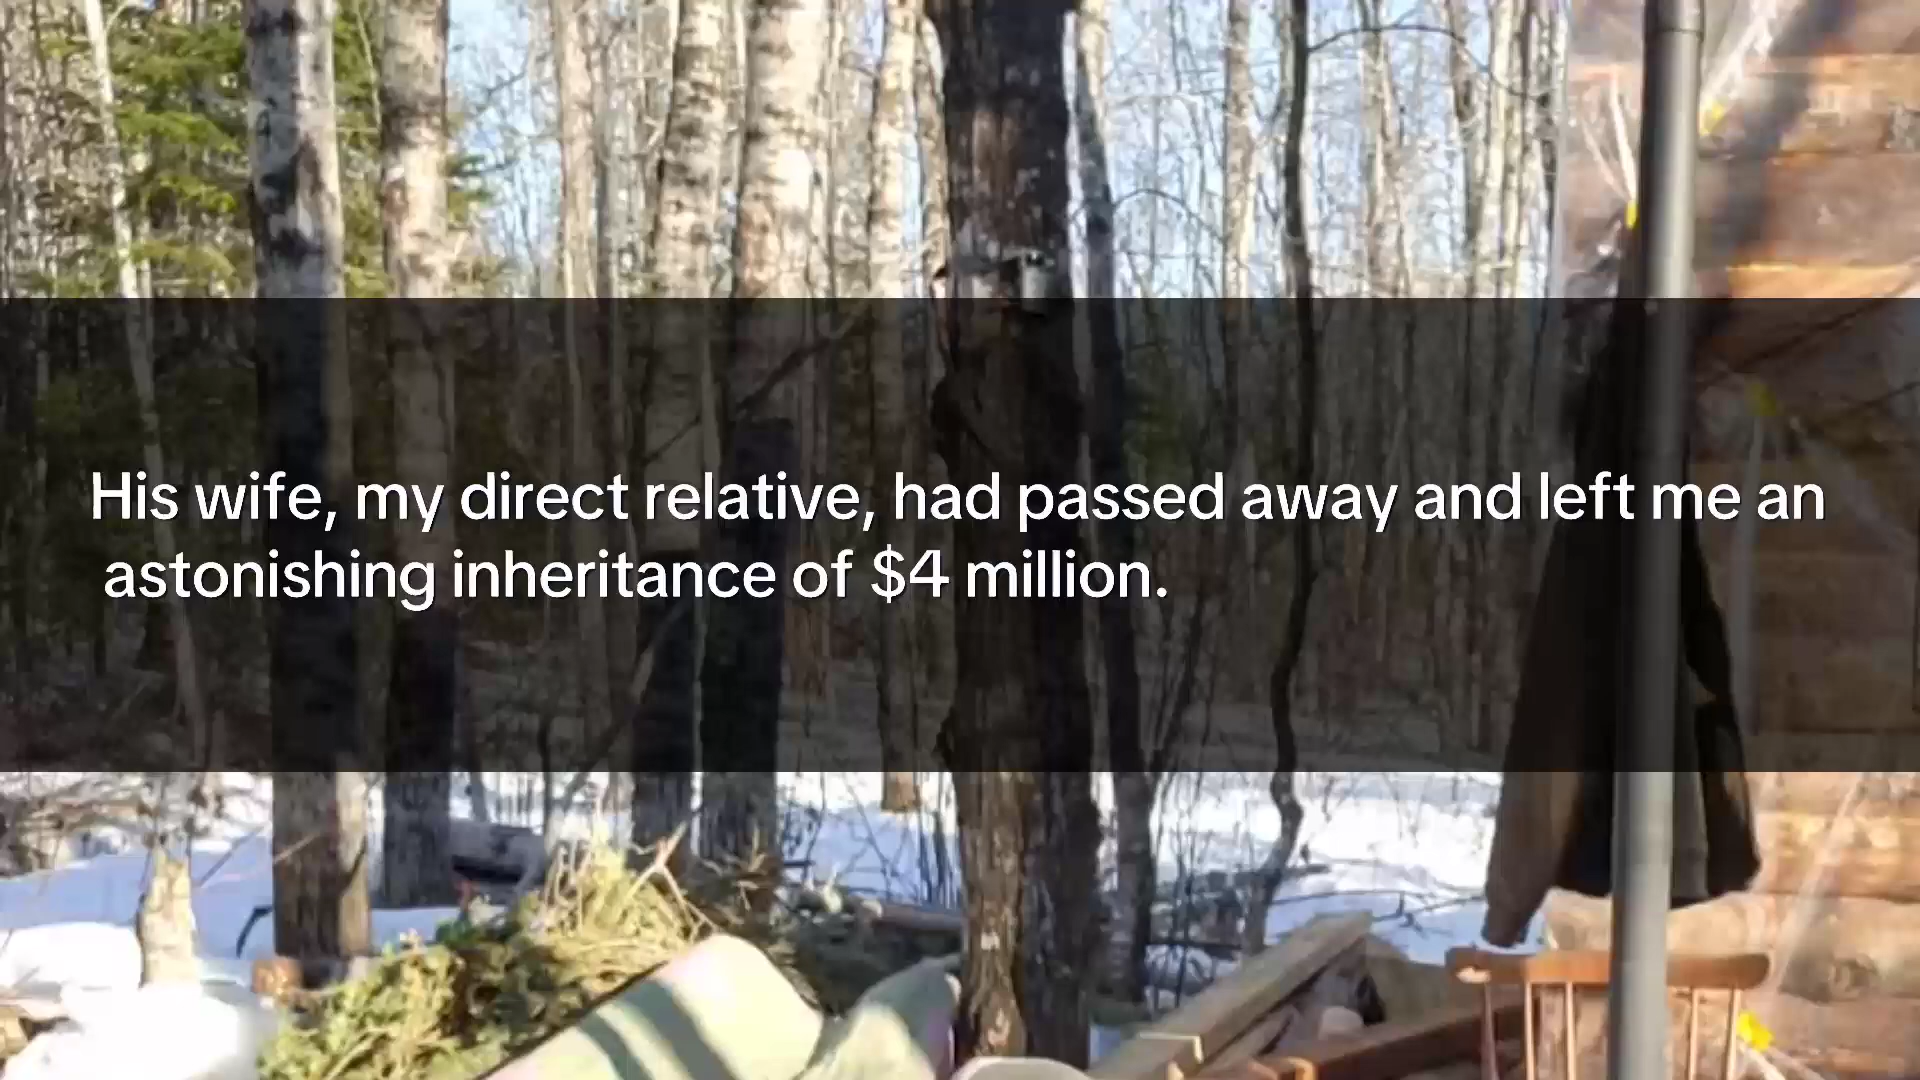 His wife, my direct relative, had passed away and left me an
astonishing inheritance of $4 million.